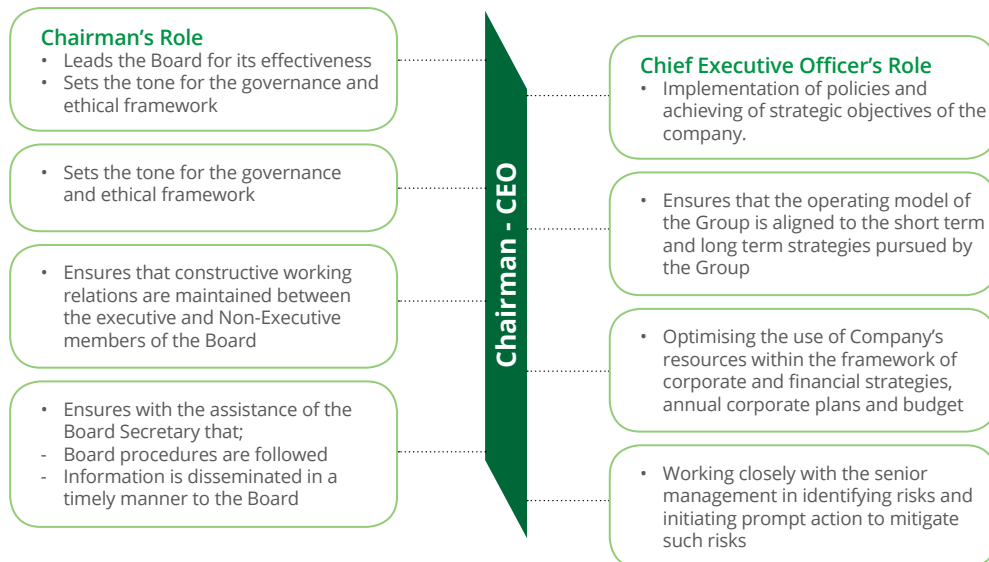 Chairman's Role
• Leads the Board for its effectiveness
• Sets the tone for the governance and
ethical framework
• Sets the tone for the governance
and ethical framework
• Ensures that constructive working
relations are maintained between
the executive and Non-Executive
members of the Board
• Ensures with the assistance of the
Board Secretary that;
- Board procedures are followed
- Information is disseminated in a
timely manner to the Board
Chairman - CEO
Chief Executive Officer's Role
• Implementation of policies and
achieving of strategic objectives of the
company.
• Ensures that the operating model of
the Group is aligned to the short term
and long term strategies pursued by
the Group
• Optimising the use of Company's
resources within the framework of
corporate and financial strategies,
annual corporate plans and budget
• Working closely with the senior
management in identifying risks and
initiating prompt action to mitigate
such risks